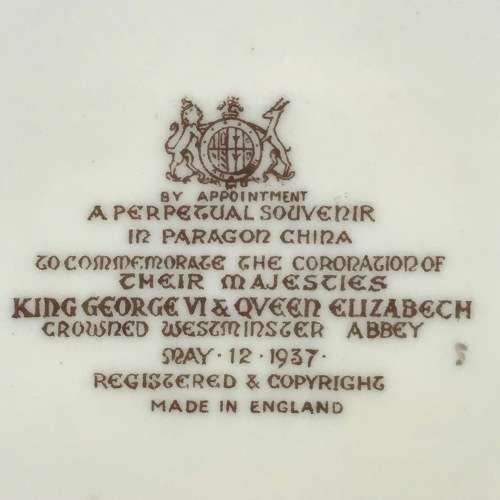 BY APPOINTMENT
A PERPETUAL SOUVENIR
IN PARAGON CHINA
TO COMMEMORATE THE CORONATION OF
THEIR MAJESTIES
KING GEORGE VI & QVEEN ELIZABETH
CROWNED WESTMINSTER ABBEY
MAY · 12 · 1937 ·
REGISTERED & COPYRIGHT
MADE IN ENGLAND